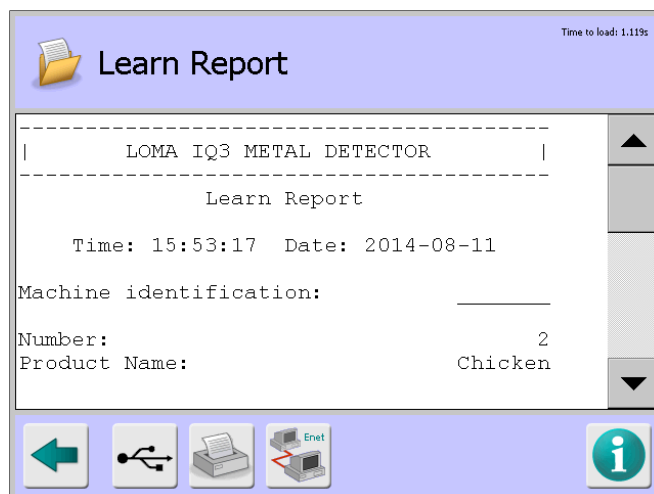 Time to load: 1.119s
Learn Report
----------------------------------------
| LOMA IQ3 METAL DETECTOR |
----------------------------------------
Learn Report
Time: 15:53:17 Date: 2014-08-11
Machine identification: _______
Number: 2
Product Name: Chicken
Enet
i